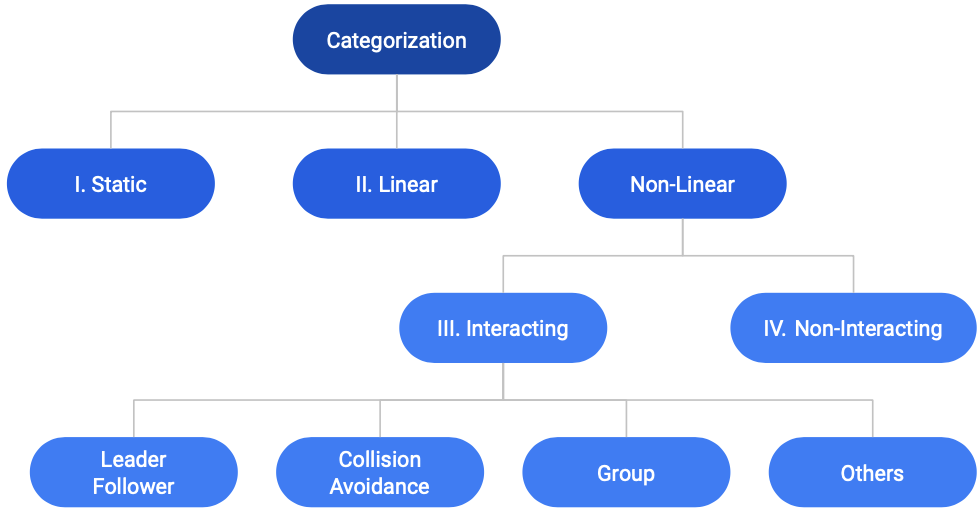 Categorization
I. Static
II. Linear
Non-Linear
III. Interacting
IV. Non-Interacting
Leader
Follower
Collision
Avoidance
Group
Others